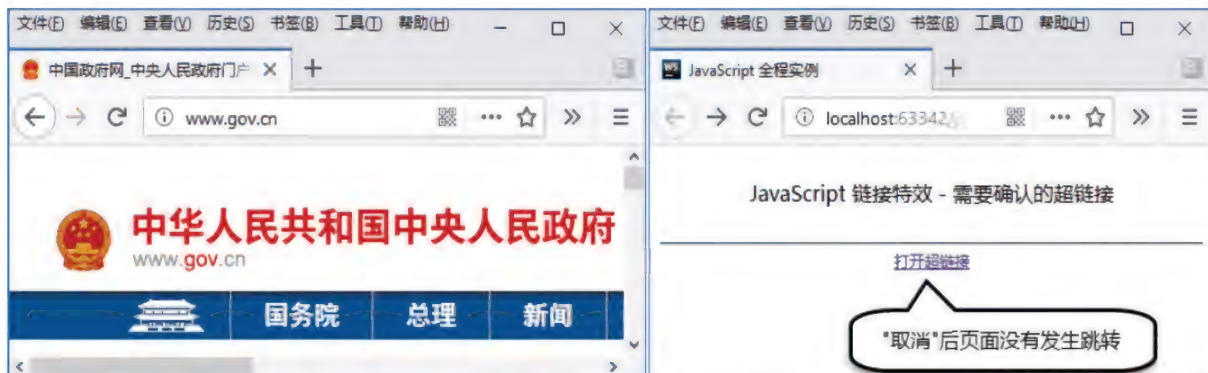 文件(F) 编辑(E) 查看(V) 历史(S) 书签(B) 工具(T) 帮助(H)
中国政府网_中央人民政府门户
www.gov.cn
中华人民共和国中央人民政府
www.gov.cn
国务院 总理 新闻
文件(F) 编辑(E) 查看(V) 历史(S) 书签(B) 工具(T) 帮助(H)
WS JavaScript 全程实例
localhost:63342
JavaScript 链接特效 - 需要确认的超链接
打开超链接
"取消"后页面没有发生跳转